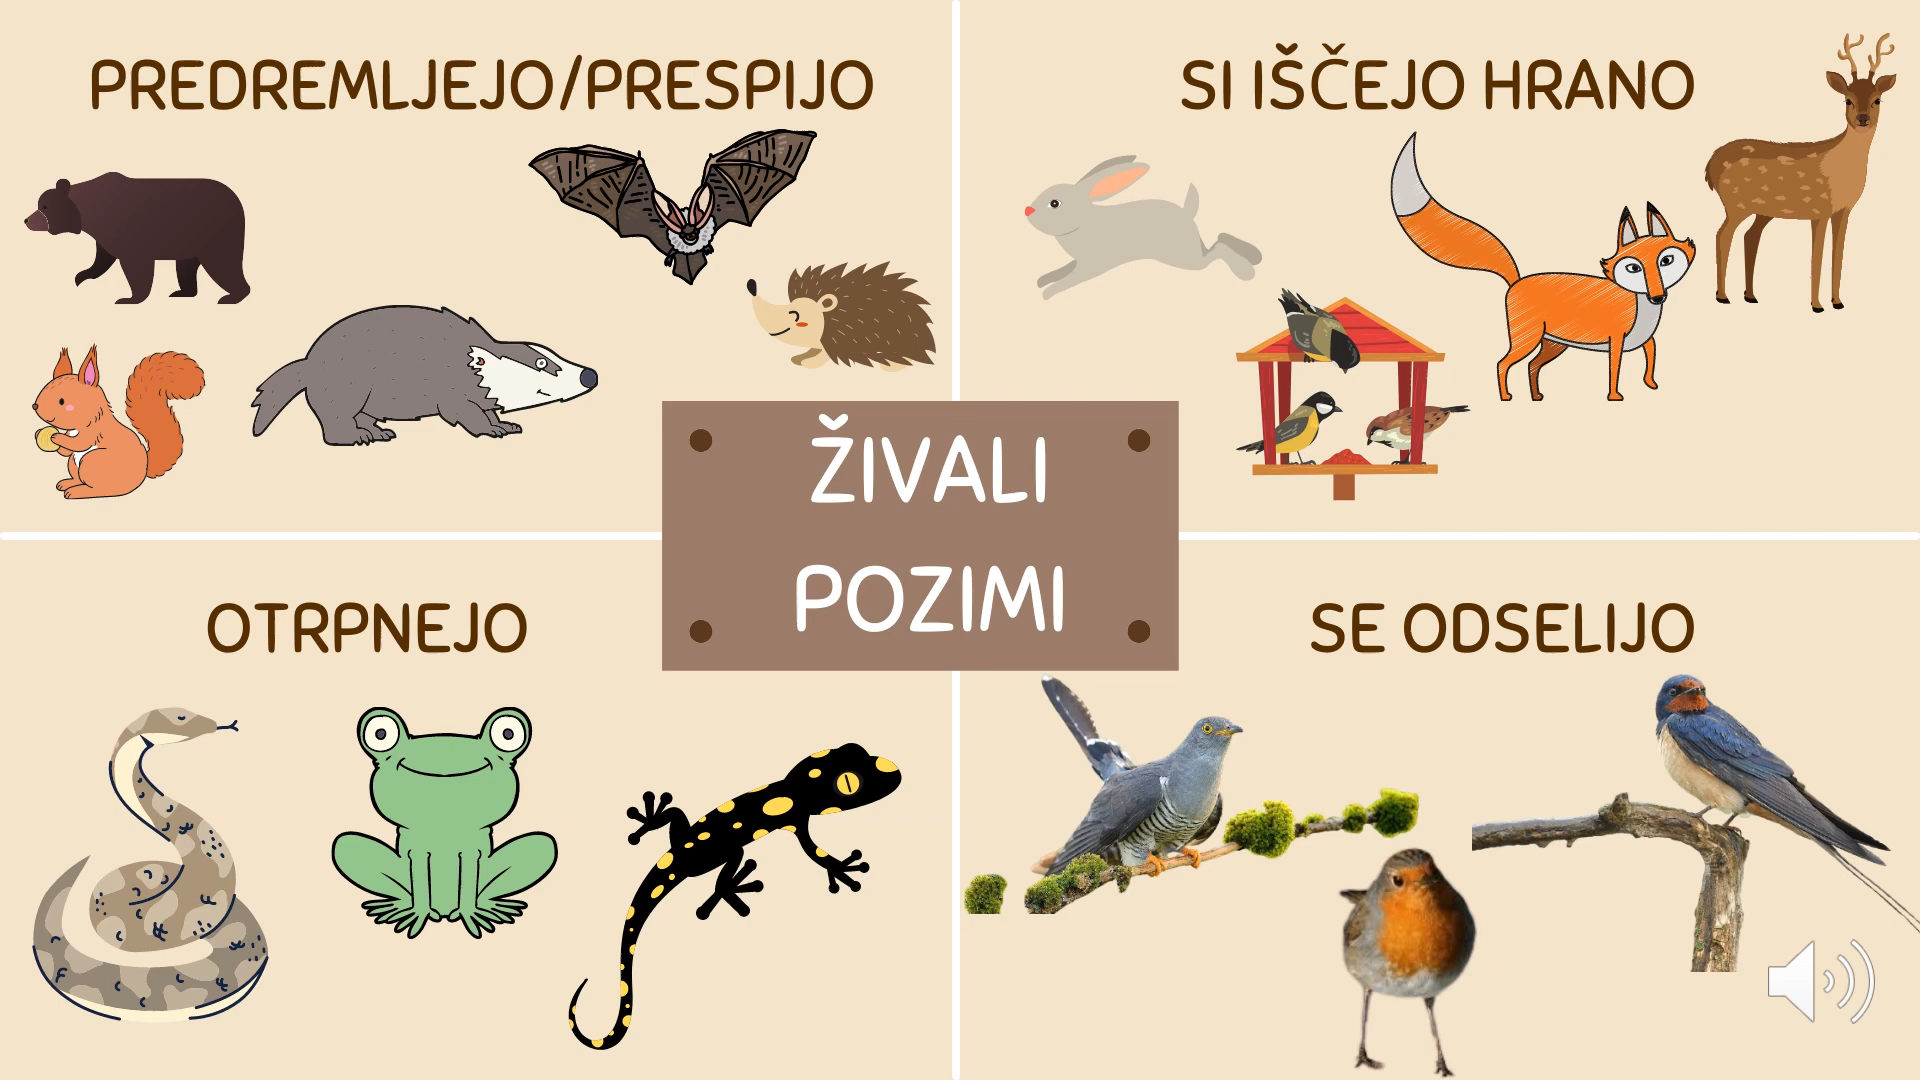 PREDREMLJEJO/PRESPIJO
SI IŠČEJO HRANO
ŽIVALI
POZIMI
OTRPNEJO
SE ODSELIJO